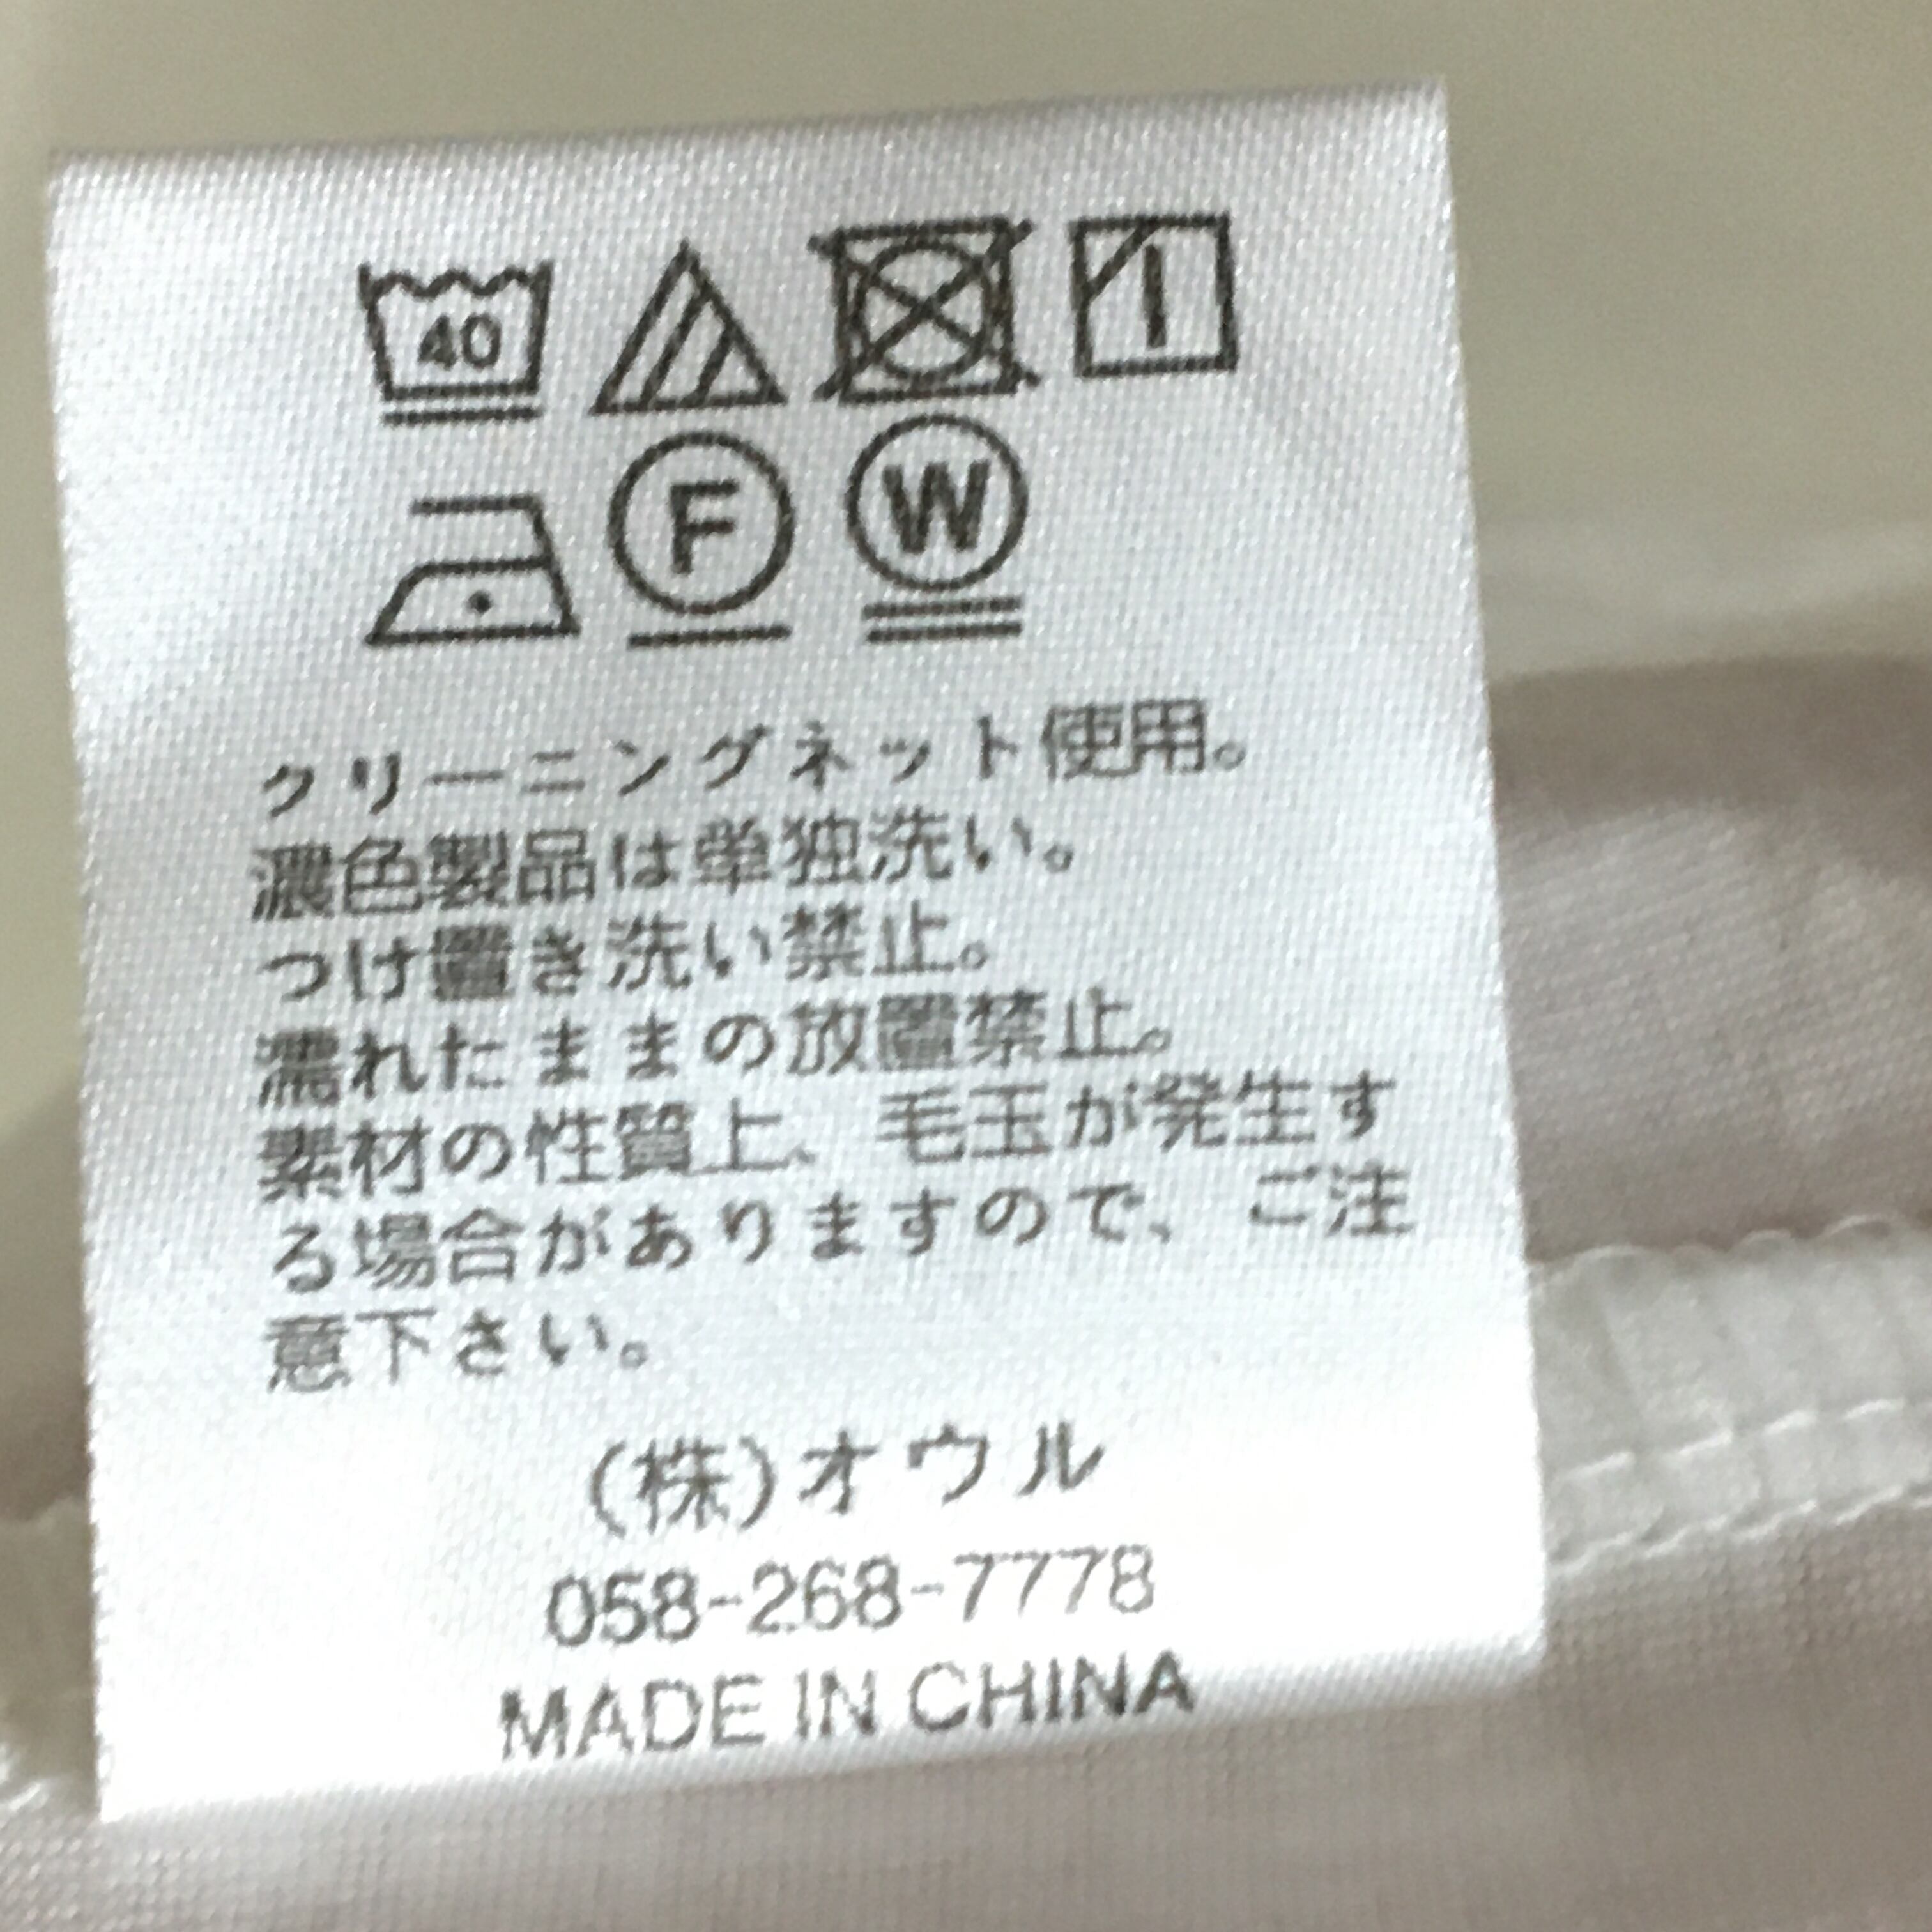 40
F W
クリーニングネット使用。
濃色製品は単独洗い。
つけ置き洗い禁止。
濡れたままの放置禁止。
素材の性質上、毛玉が発生す
る場合がありますので、ご注
意下さい。
(株)オウル
058-268-7778
MADE IN CHINA